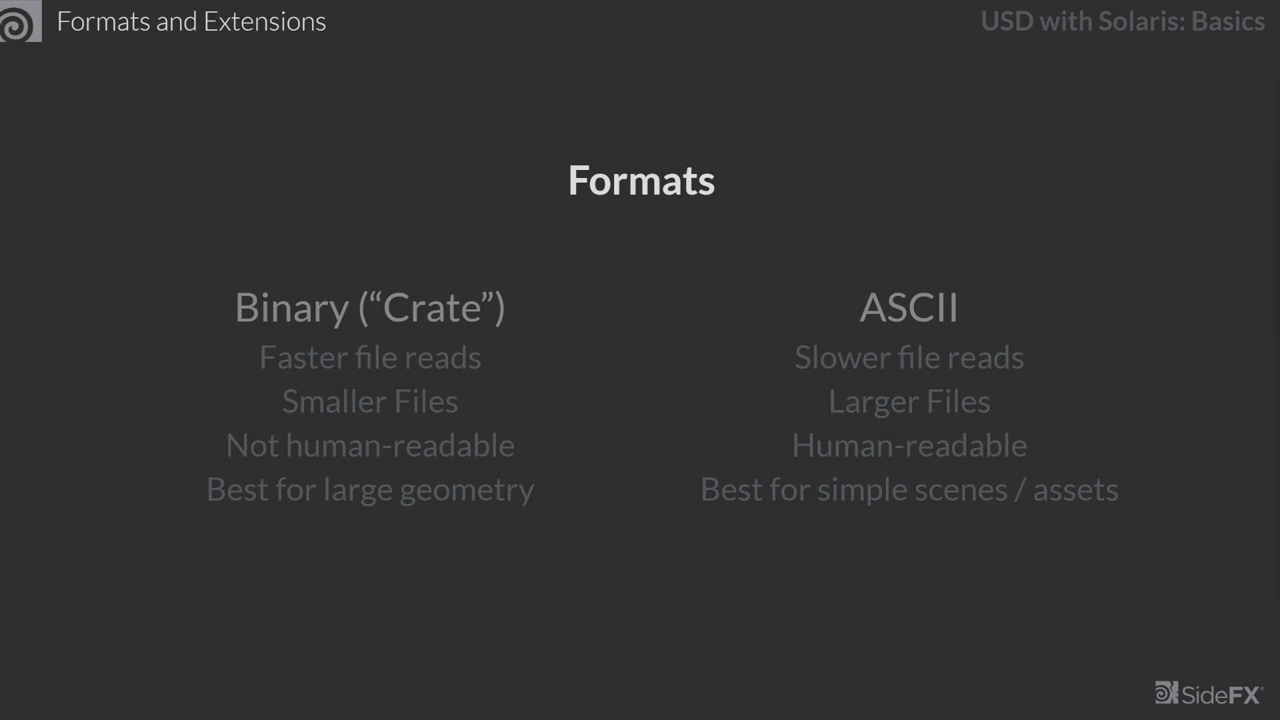 Formats and Extensions
USD with Solaris: Basics
Formats
Binary (“Crate”)
Faster file reads
Smaller Files
Not human-readable
Best for large geometry
ASCII
Slower file reads
Larger Files
Human-readable
Best for simple scenes / assets
SideFX